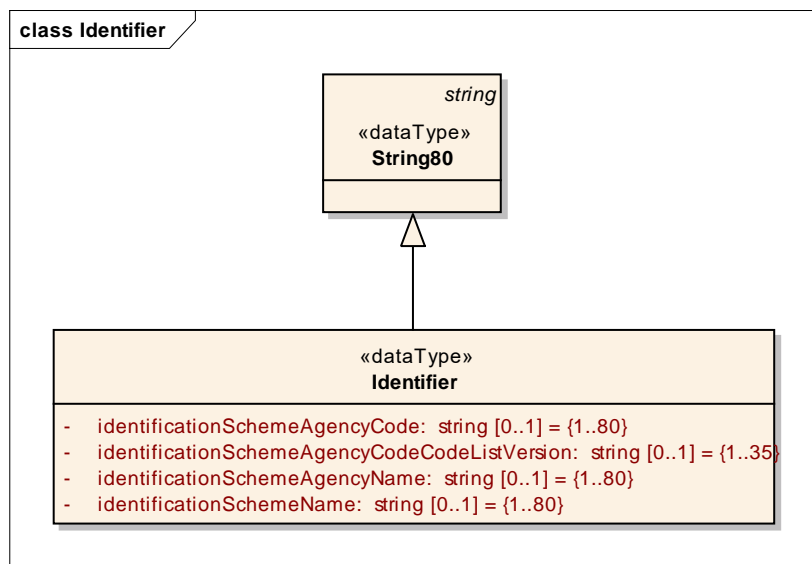 class Identifier
string
«dataType»
String80
«dataType»
Identifier
- identificationSchemeAgencyCode: string [0..1] = {1..80}
- identificationSchemeAgencyCodeCodeListVersion: string [0..1] = {1..35}
- identificationSchemeAgencyName: string [0..1] = {1..80}
- identificationSchemeName: string [0..1] = {1..80}